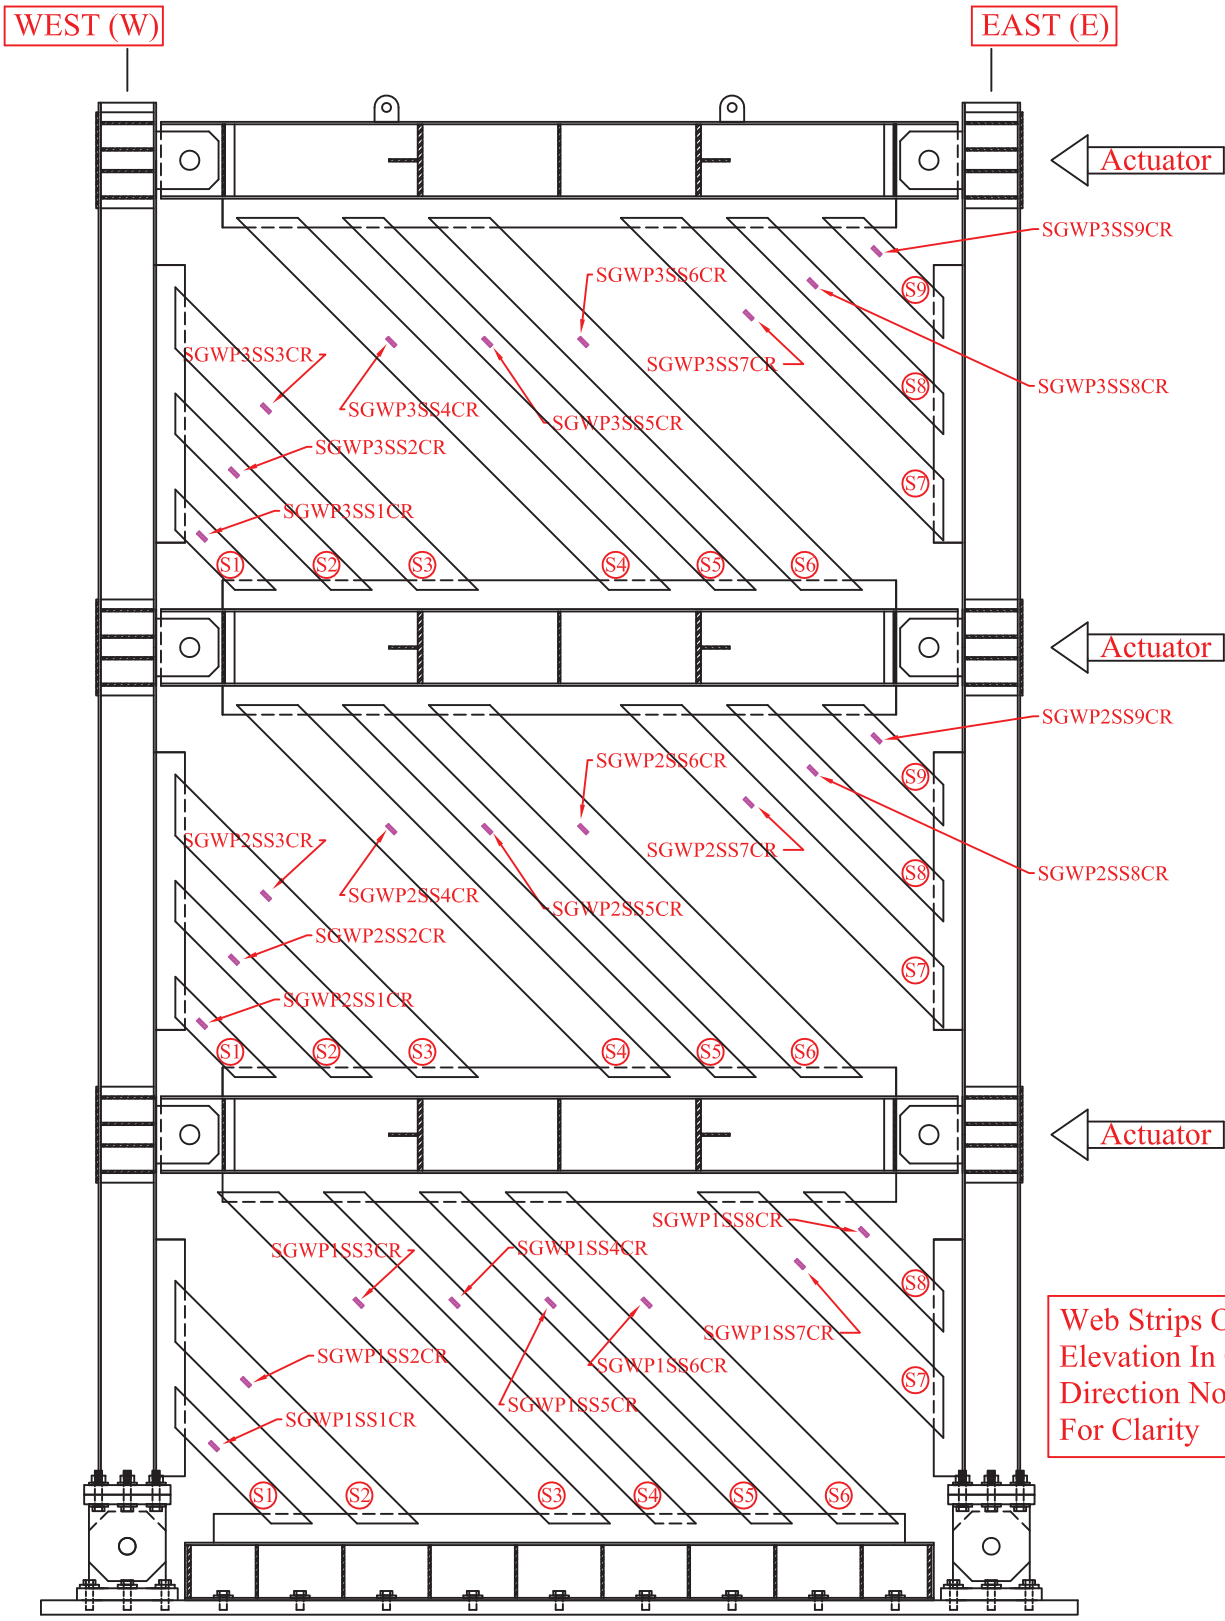 WEST (W)
EAST (E)
Actuator
SGWP3SS9CR
SGWP3SS6CR
S9
SGWP3SS3CR
SGWP3SS7CR
S8
SGWP3SS8CR
SGWP3SS4CR
SGWP3SS5CR
SGWP3SS2CR
S7
SGWP3SS1CR
S1
S2
S3
S4
S5
S6
Actuator
SGWP2SS9CR
SGWP2SS6CR
S9
SGWP2SS3CR
SGWP2SS7CR
S8
SGWP2SS8CR
SGWP2SS4CR
SGWP2SS5CR
SGWP2SS2CR
S7
SGWP2SS1CR
S1
S2
S3
S4
S5
S6
Actuator
SGWP1SS8CR
SGWP1SS3CR
SGWP1SS4CR
S8
SGWP1SS7CR
SGWP1SS2CR
SGWP1SS6CR
S7
SGWP1SS5CR
SGWP1SS1CR
S1
S2
S3
S4
S5
S6
Web Strips
Elevation In
Direction
For Clarity